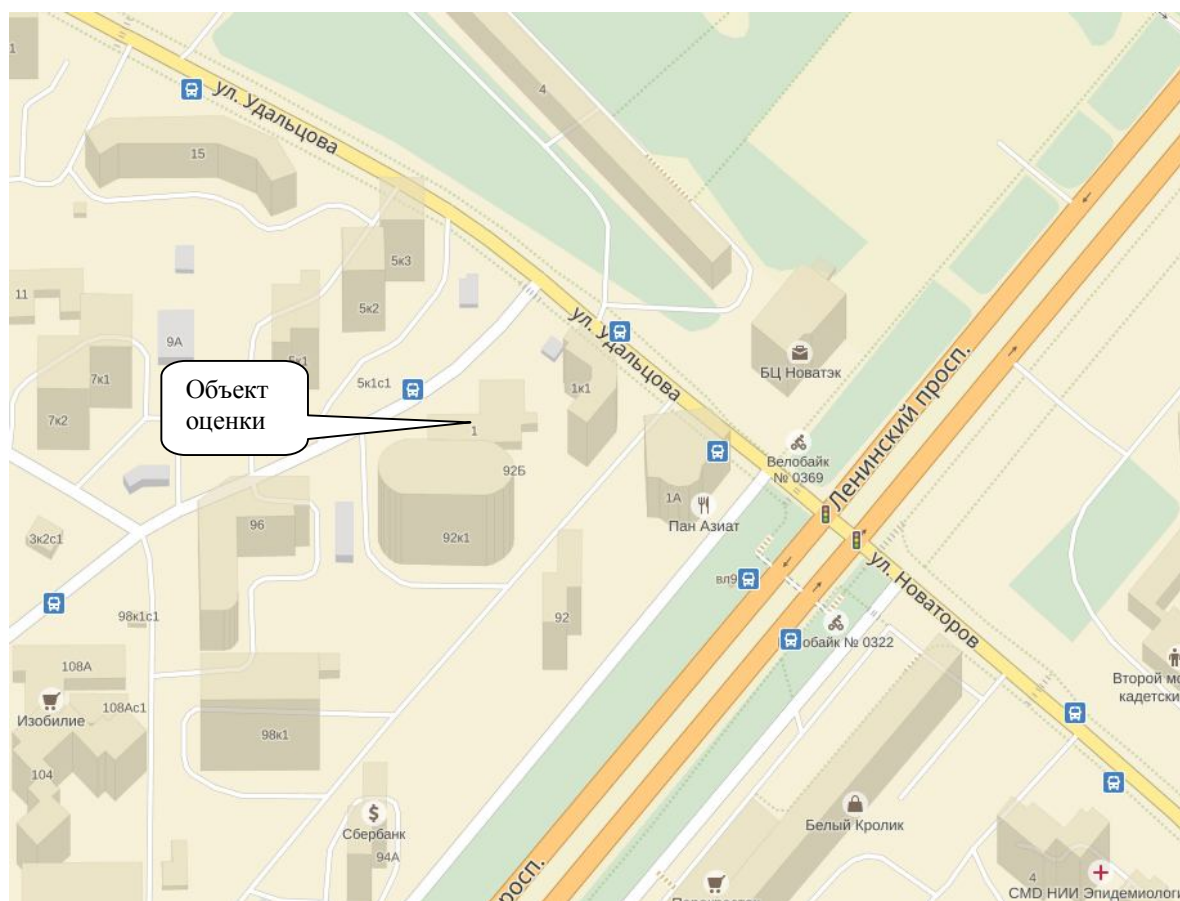 1
4
ул. Удальцова
15
5к3
11
5к2
9А
ул. Удальцова
7к1
5к1
Объект
оценки
5к1с1
1к1
БЦ Новатэк
Ленинский просп.
7к2
1
92Б
Велобайк
№ 0369
1А
Пан Азиат
96
3к2с1
92к1
вл9
ул. Новаторов
98к1с1
92
обайк № 0322
108А
Изобилие
108Ас1
Второй мо
кадетски
98к1
104
Сбербанк
94А
Белый Кролик
просп.
4
CMD НИИ Эпидемиологи